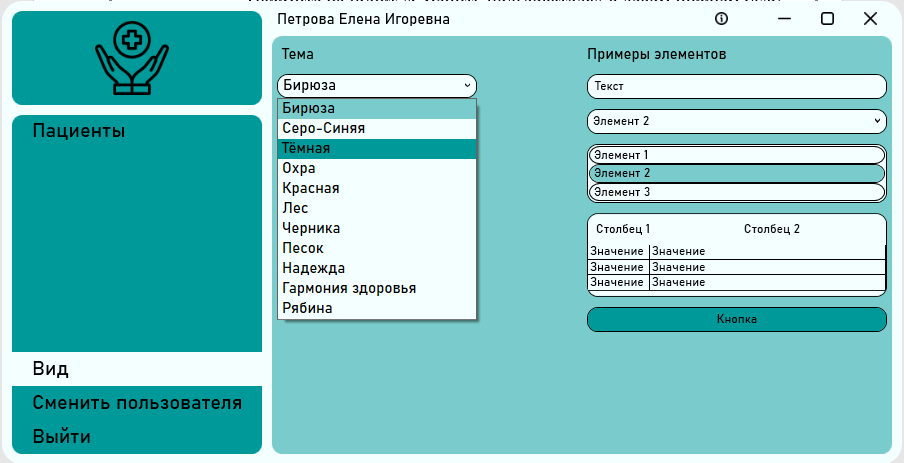 Петрова Елена Игоревна
Пациенты
Вид
Сменить пользователя
Выйти
Тема
Бирюза
Бирюза
Серо-Синяя
Тёмная
Охра
Красная
Лес
Черника
Песок
Надежда
Гармония здоровья
Рябина
Примеры элементов
Текст
Элемент 2
Элемент 1
Элемент 2
Элемент 3
Столбец 1 Столбец 2
Значение Значение
Значение Значение
Значение Значение
Кнопка